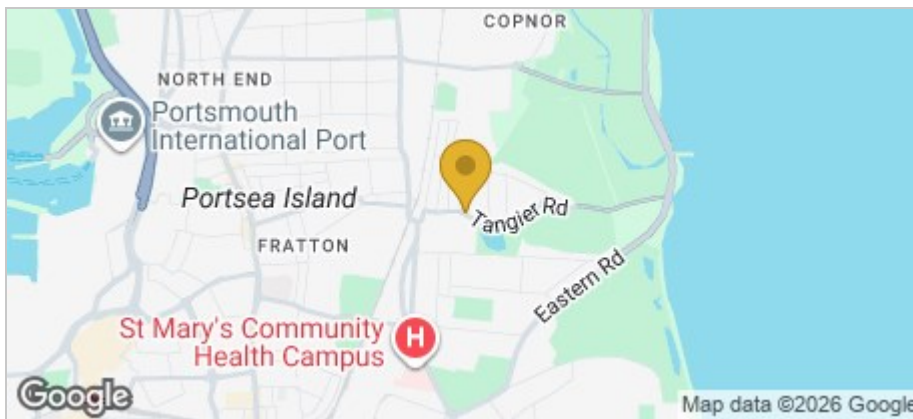 COPNOR
NORTH END
Portsmouth
International Port
Portsea Island
Tangier Rd
FRATTON
Eastern Rd
St Mary's Community
Health Campus
H
Google
Map data ©2026 Google